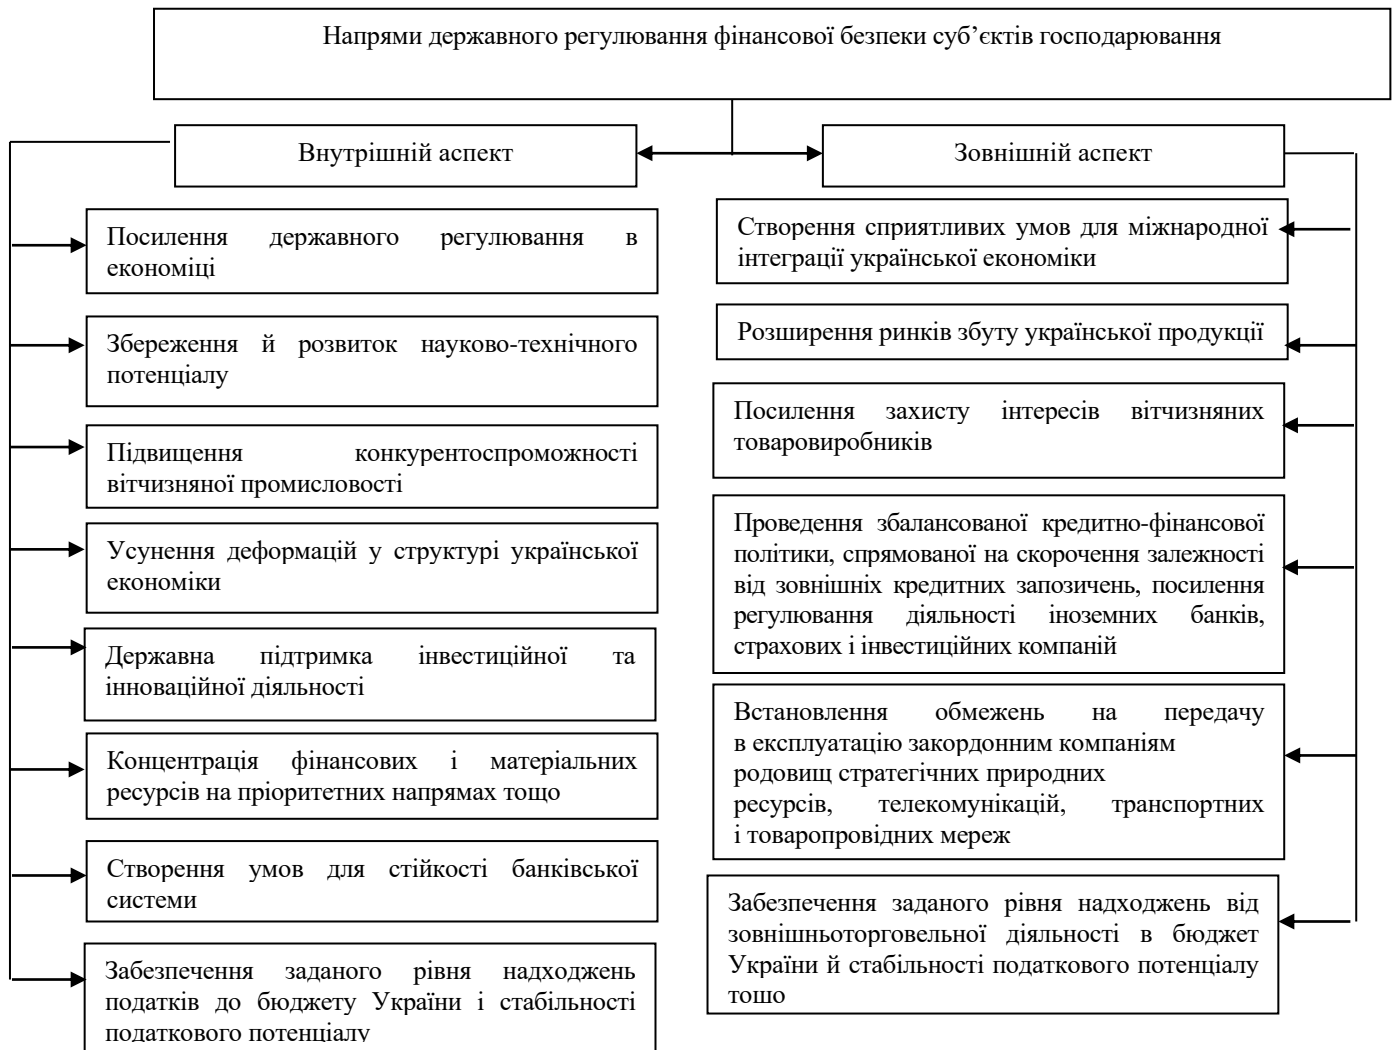 Напрями державного регулювання фінансової безпеки суб’єктів господарювання
Внутрішній аспект
Посилення державного регулювання в
економіці
Збереження й розвиток науково-технічного
потенціалу
Підвищення конкурентоспроможності
вітчизняної промисловості
Усунення деформацій у структурі української
економіки
Державна підтримка інвестиційної та
інноваційної діяльності
Концентрація фінансових і матеріальних
ресурсів на пріоритетних напрямах тощо
Створення умов для стійкості банківської
системи
Забезпечення заданого рівня надходжень
податків до бюджету України і стабільності
податкового потенціалу
Зовнішній аспект
Створення сприятливих умов для міжнародної
інтеграції української економіки
Розширення ринків збуту української продукції
Посилення захисту інтересів вітчизняних
товаровиробників
Проведення збалансованої кредитно-фінансової
політики, спрямованої на скорочення залежності
від зовнішніх кредитних запозичень, посилення
регулювання діяльності іноземних банків,
страхових і інвестиційних компаній
Встановлення обмежень на передачу
в експлуатацію закордонним компаніям
родовищ стратегічних природних
ресурсів, телекомунікацій, транспортних
і товаропровідних мереж
Забезпечення заданого рівня надходжень від
зовнішньоторговельної діяльності в бюджет
України й стабільності податкового потенціалу
тощо